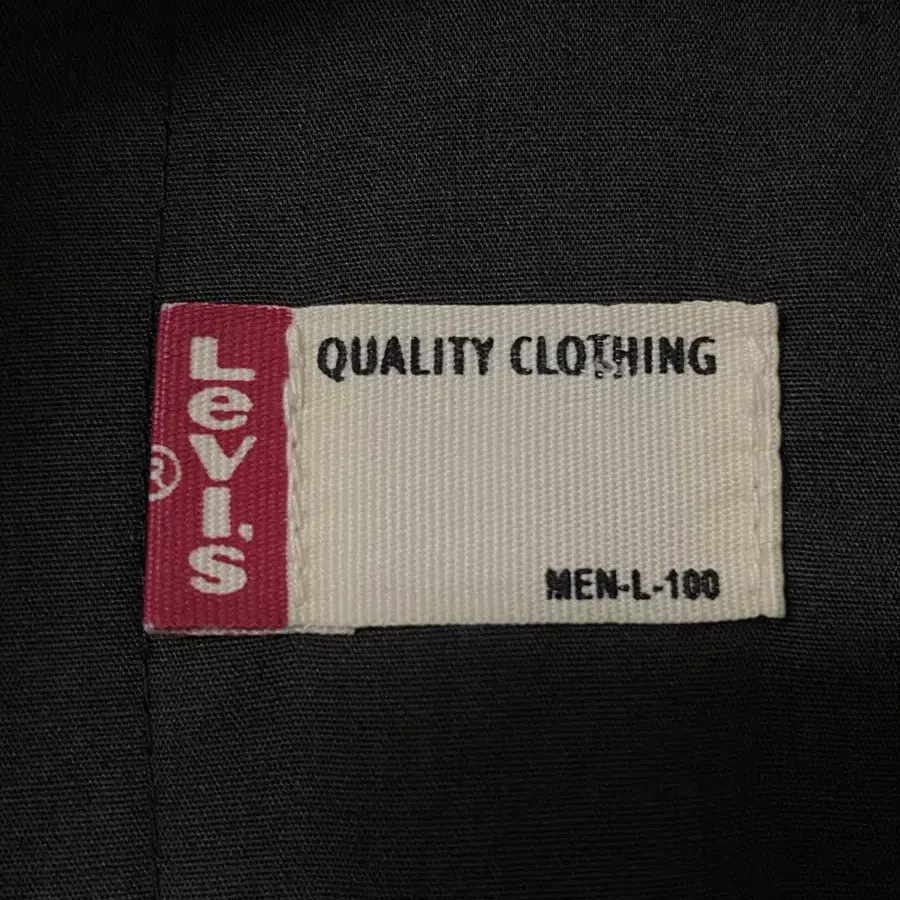 LEVI'S
®
QUALITY CLOTHING
MEN-L-100